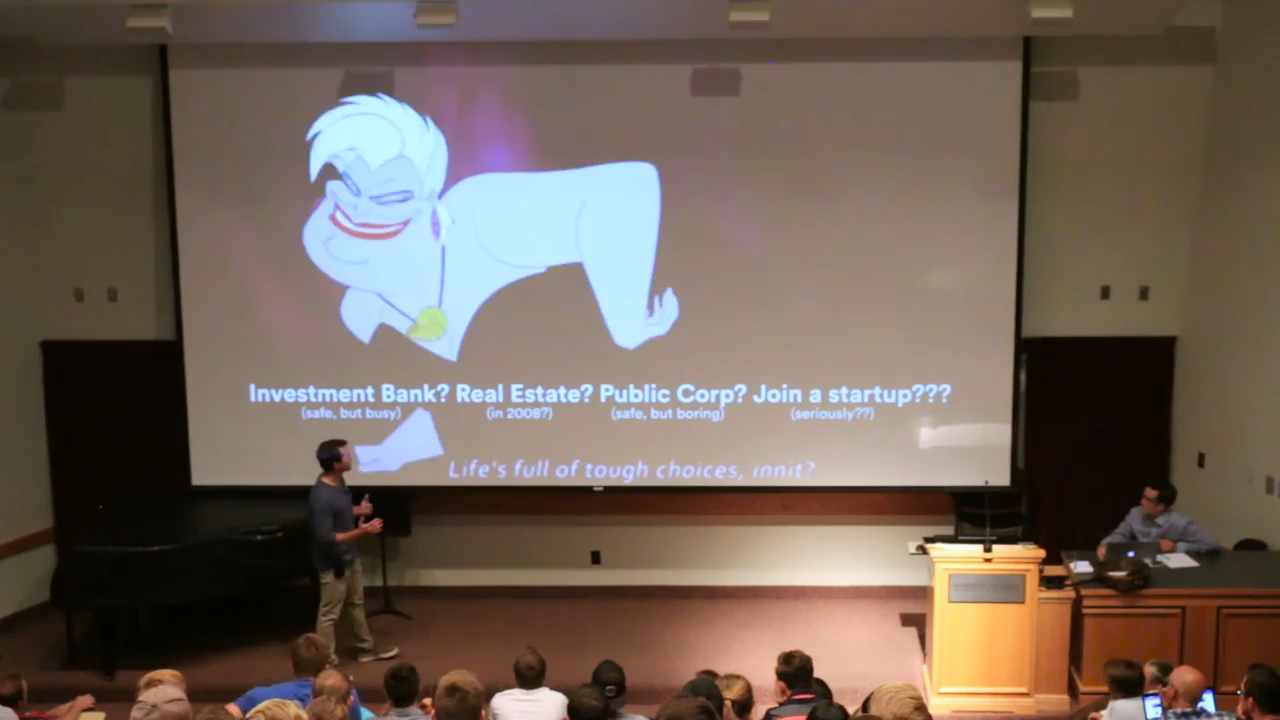 Investment Bank? Real Estate? Public Corp? Join a startup???
(safe, but busy) (in 2008?) (safe, but boring) (seriously??)
Life's full of tough choices, innit?